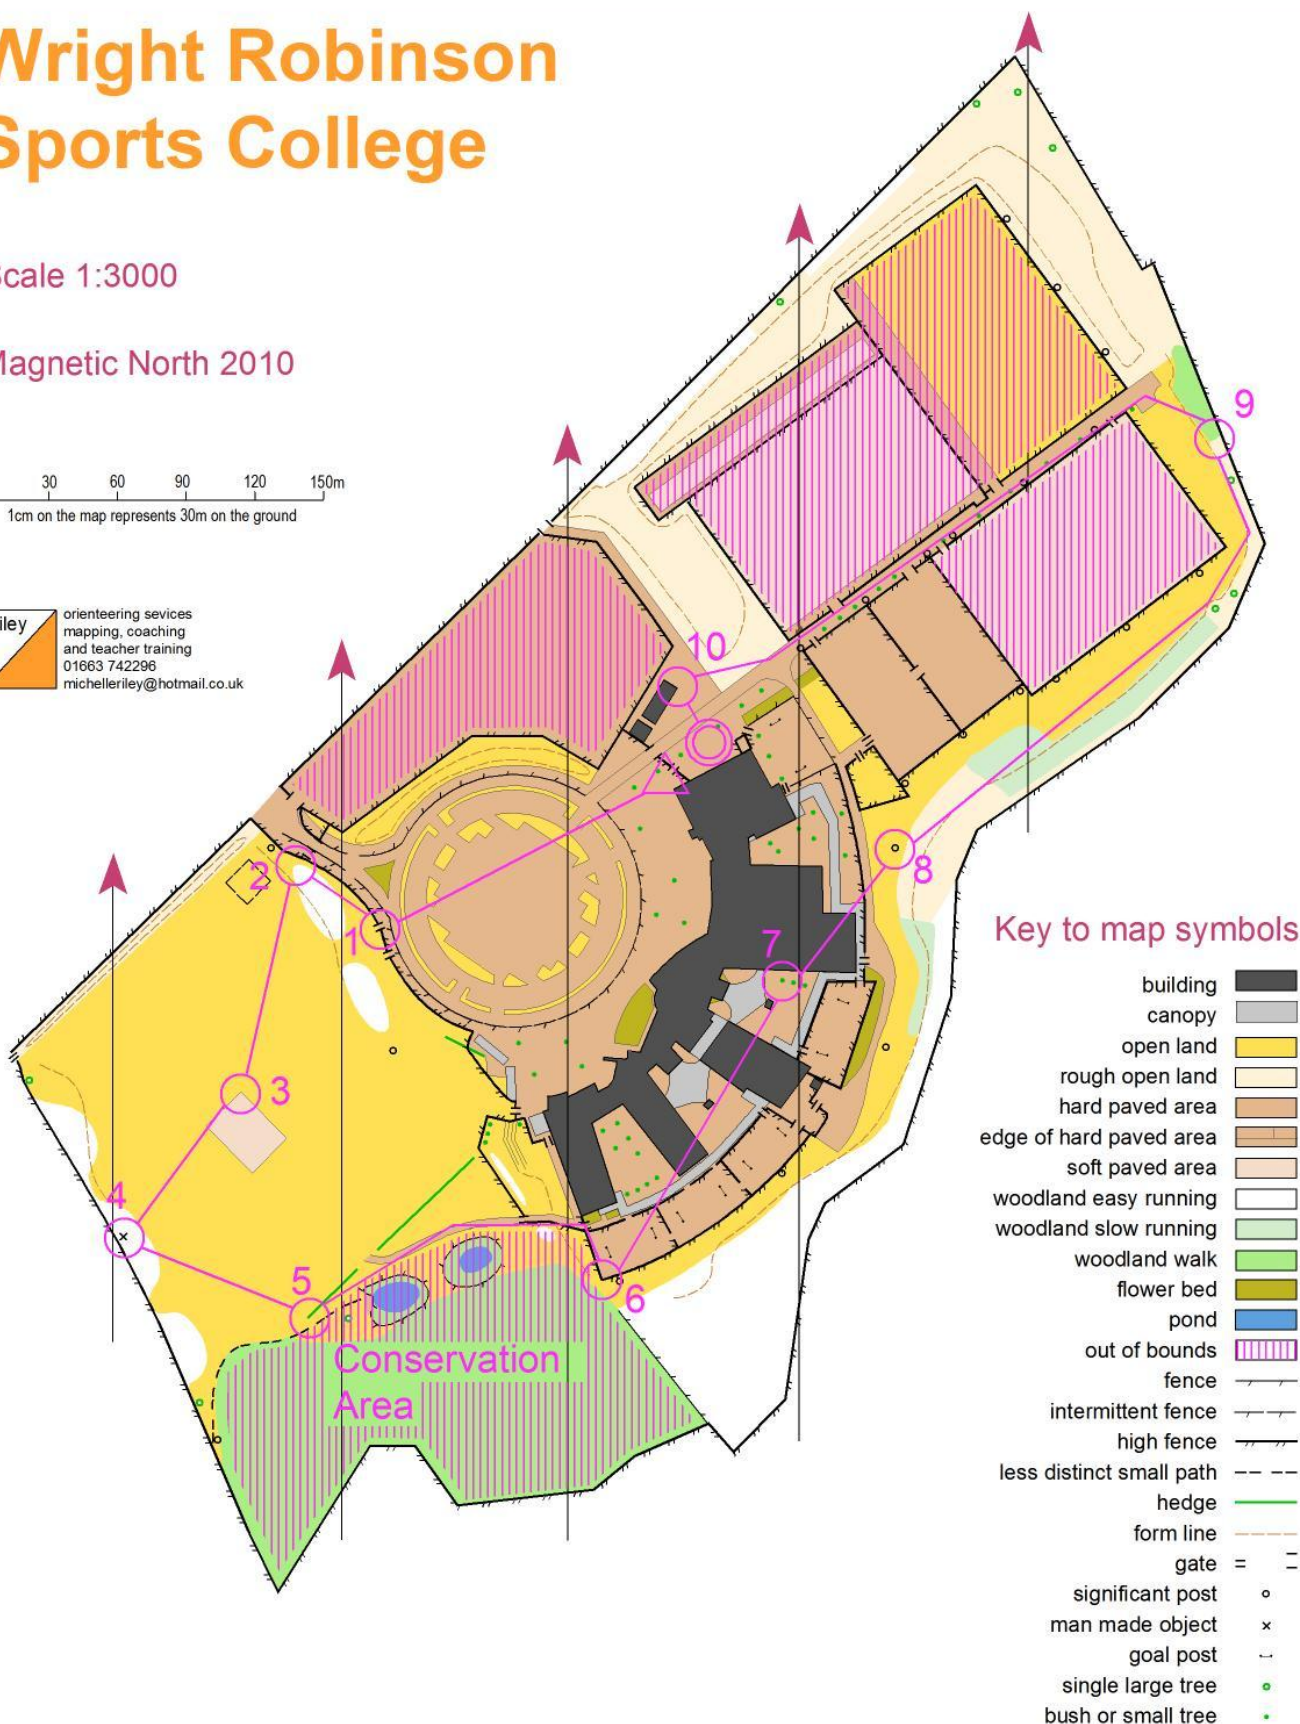 Wright Robinson
Sports College
Scale 1:3000
Magnetic North 2010
30 60 90 120 150m
1cm on the map represents 30m on the ground
iley
orienteering sevices
mapping, coaching
and teacher training
01663 742296
michelleriley@hotmail.co.uk
9
10
2
1
8
7
3
4
5
6
Conservation
Area
Key to map symbols
building
canopy
open land
rough open land
hard paved area
edge of hard paved area
soft paved area
woodland easy running
woodland slow running
woodland walk
flower bed
pond
out of bounds
fence
intermittent fence
high fence
less distinct small path
hedge
form line
gate
significant post
man made object
goal post
single large tree
bush or small tree